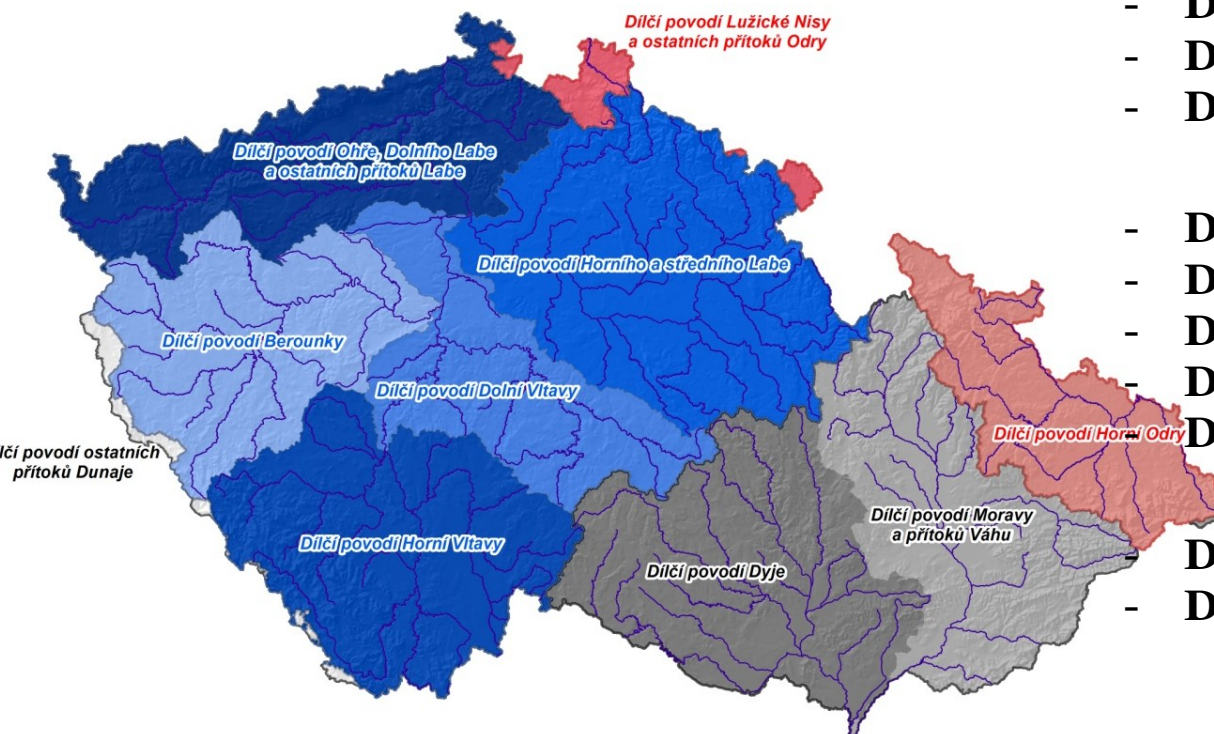 Dílčí povodí Lužické Nisy
a ostatních přítoků Odry
Dílčí povodí Ohře, Dolního Labe
a ostatních přítoků Labe
Dílčí povodí Horního a středního Labe
Dílčí povodí Berounky
Dílčí povodí Dolní Vltavy
lčí povodí ostatních
přítoků Dunaje
Dílčí povodí Horní Vltavy
Dílčí povodí Dyje
Dílčí povodí Moravy
a přítoků Váhu
Dílčí povodí Horní Odry
- D
- D
- D
- D
- D
- D
- D
- D
- D
- D